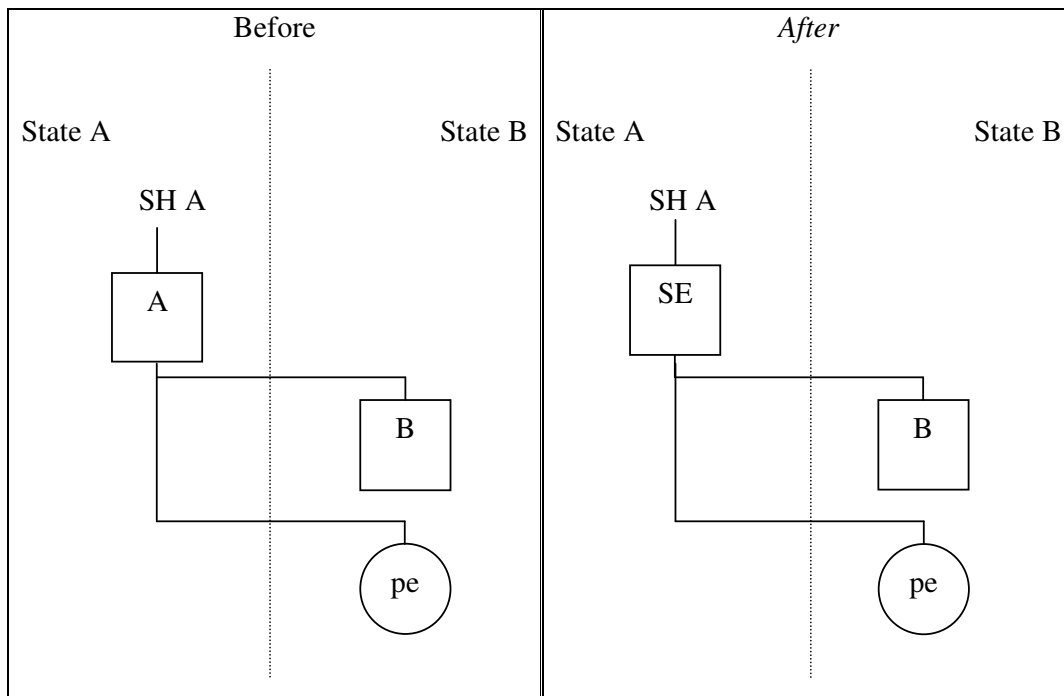 Before
State A
State B
SH A
A
B
pe
After
State A
State B
SH A
SE
B
pe